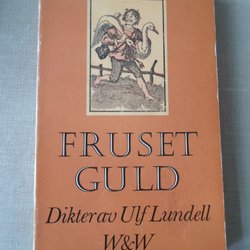 FRUSET
GULD
Dikter av Ulf Lundell
W&W